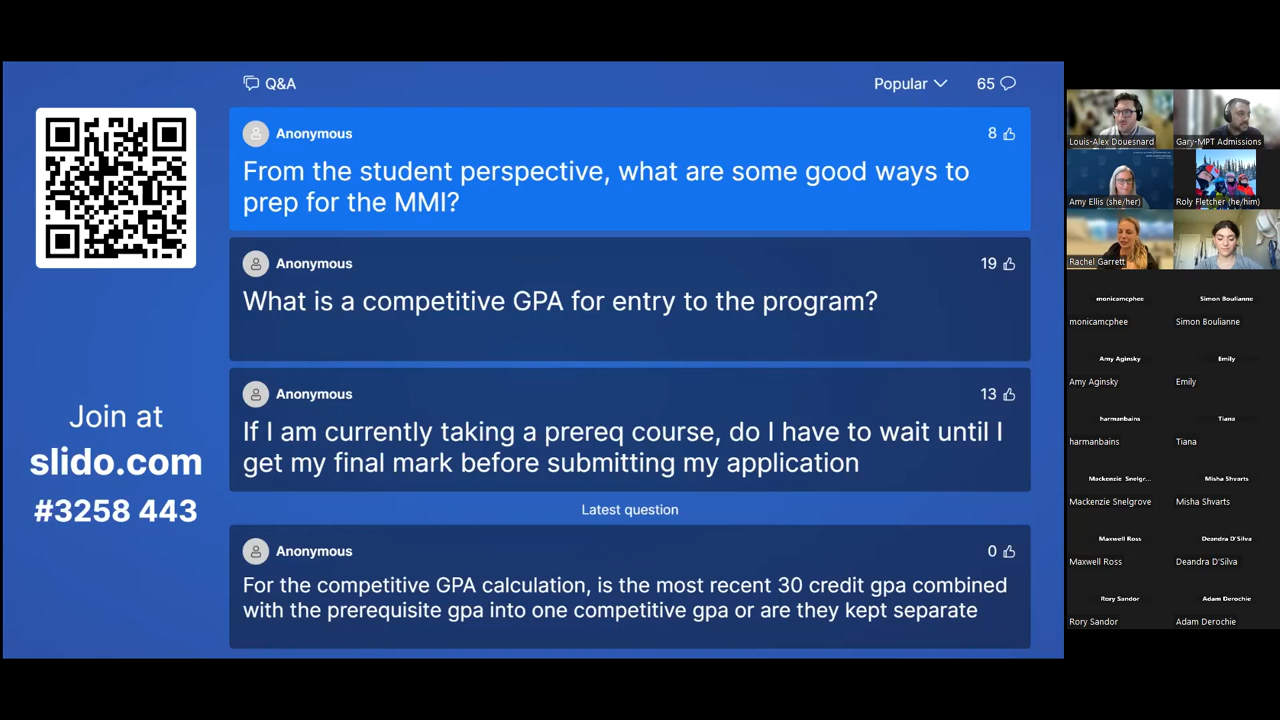 Q&A
Popular
65
Anonymous
8
From the student perspective, what are some good ways to
prep for the MMI?
Anonymous
19
What is a competitive GPA for entry to the program?
Anonymous
13
If I am currently taking a prereq course, do I have to wait until I
get my final mark before submitting my application
Latest question
Anonymous
0
For the competitive GPA calculation, is the most recent 30 credit gpa combined
with the prerequisite gpa into one competitive gpa or are they kept separate
Join at
slido.com
#3258 443
Louis-Alex Douesnard
Gary-MPT Admissions
Amy Ellis (she/her)
Roly Fletcher (he/him)
Rachel Garrett
monicamcphee
Simon Boulianne
monicamcphee
Simon Boulianne
Amy Aginsky
Emily
Amy Aginsky
Emily
harmanbains
Tiana
harmanbains
Tiana
Mackenzie Snelgr...
Misha Shvarts
Mackenzie Snelgrove
Misha Shvarts
Maxwell Ross
Deandra D'Silva
Maxwell Ross
Deandra D'Silva
Rory Sandor
Adam Derochie
Rory Sandor
Adam Derochie